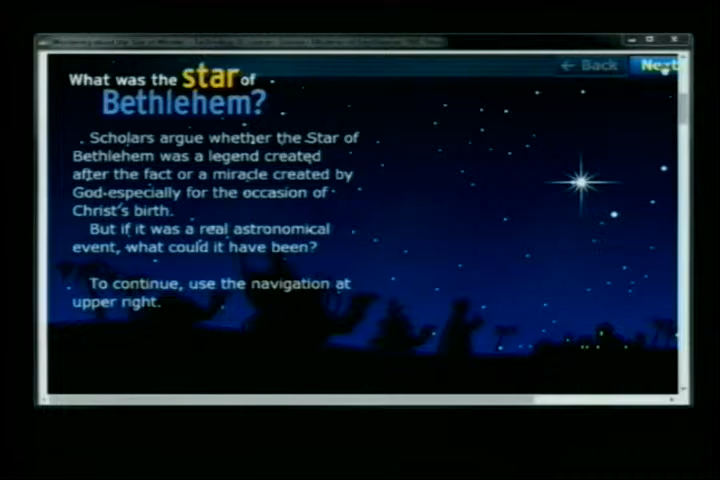 ← Back Next
What was the star of
Bethlehem?
Scholars argue whether the Star of
Bethlehem was a legend created
after the fact or a miracle created by
God-especially for the occasion of
Christ's birth.
But if it was a real astronomical
event, what could it have been?
To continue, use the navigation at
upper right.